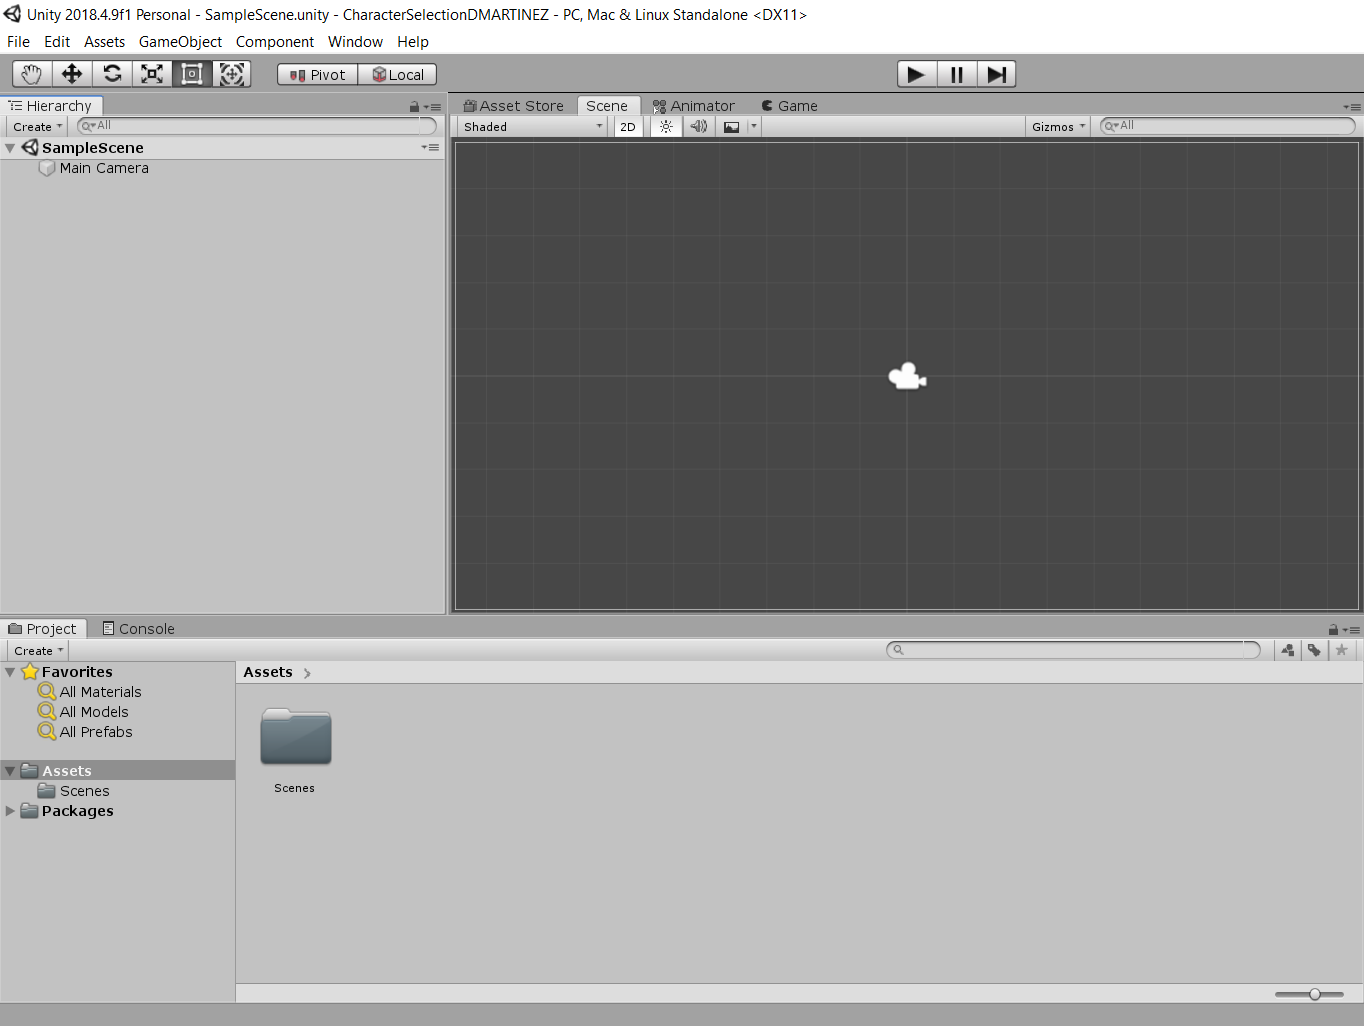 Unity 2018.4.9f1 Personal - SampleScene.unity - CharacterSelectionDMARTINEZ - PC, Mac & Linux Standalone <DX11>
File Edit Assets GameObject Component Window Help
Pivot Local
Hierarchy
Create All
SampleScene
Main Camera
Asset Store Scene Animator Game
Shaded 2D Gizmos All
Project Console
Create
Favorites
All Materials
All Models
All Prefabs
Assets
Scenes
Packages
Assets
Scenes